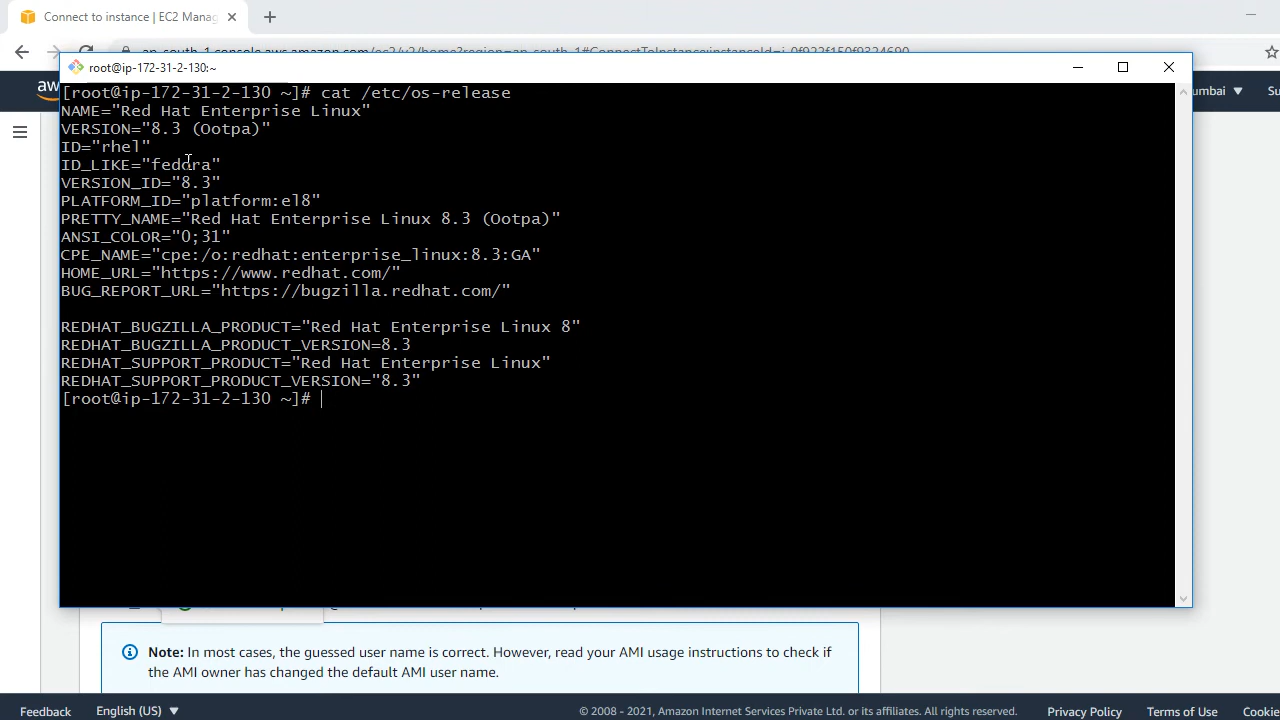 Connect to instance | EC2 Manag
ap-south-1.console.aws.amazon.com/ec2/v2/home?region=ap-south-1#ConnectToInstance:instanceId=
root@ip-172-31-2-130:~
aws
umbai
Su
[root@ip-172-31-2-130 ~]# cat /etc/os-release
NAME="Red Hat Enterprise Linux"
VERSION="8.3 (Ootpa)"
ID="rhel"
ID_LIKE="fedora"
VERSION_ID="8.3"
PLATFORM_ID="platform:el8"
PRETTY_NAME="Red Hat Enterprise Linux 8.3 (Ootpa)"
ANSI_COLOR="0;31"
CPE_NAME="cpe:/o:redhat:enterprise_linux:8.3:GA"
HOME_URL="https://www.redhat.com/"
BUG_REPORT_URL="https://bugzilla.redhat.com/"
REDHAT_BUGZILLA_PRODUCT="Red Hat Enterprise Linux 8"
REDHAT_BUGZILLA_PRODUCT_VERSION=8.3
REDHAT_SUPPORT_PRODUCT="Red Hat Enterprise Linux"
REDHAT_SUPPORT_PRODUCT_VERSION="8.3"
[root@ip-172-31-2-130 ~]#
Note: In most cases, the guessed user name is correct. However, read your AMI usage instructions to check if
the AMI owner has changed the default AMI user name.
Feedback English (US) © 2008 - 2021, Amazon Internet Services Private Ltd. or its affiliates. All rights reserved. Privacy Policy Terms of Use Cookie